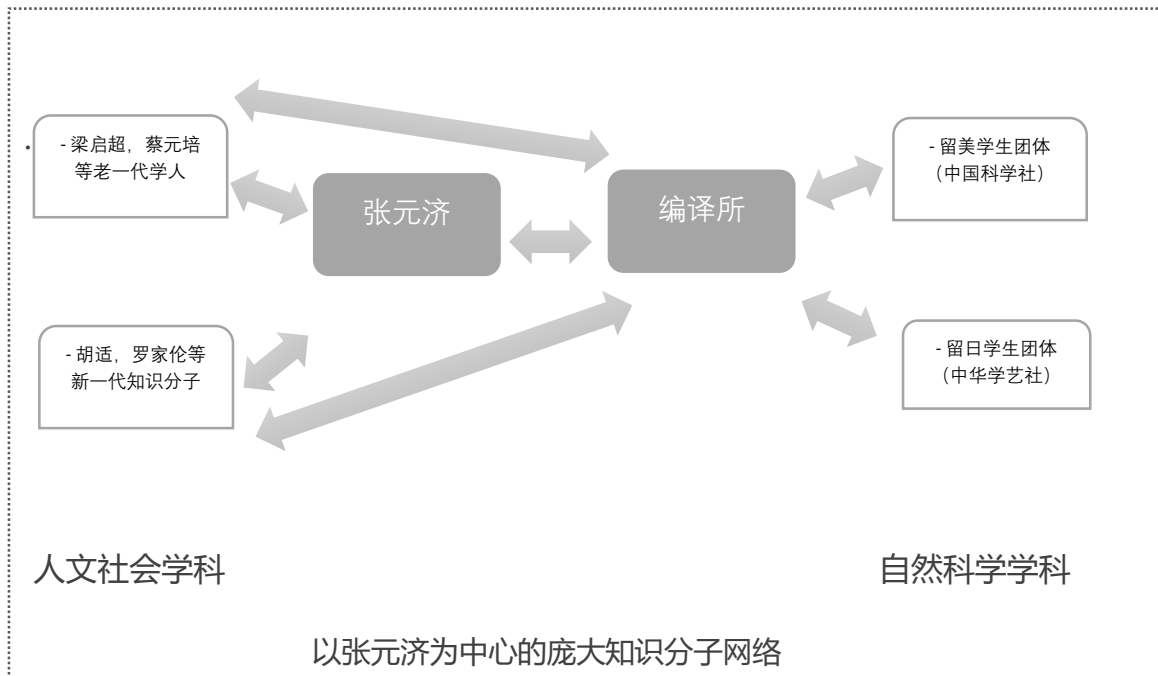 - 梁启超，蔡元培
等老一代学人
张元济
编译所
- 留美学生团体
（中国科学社）
- 胡适，罗家伦等
新一代知识分子
- 留日学生团体
（中华学艺社）
人文社会学科
自然科学学科
以张元济为中心的庞大知识分子网络